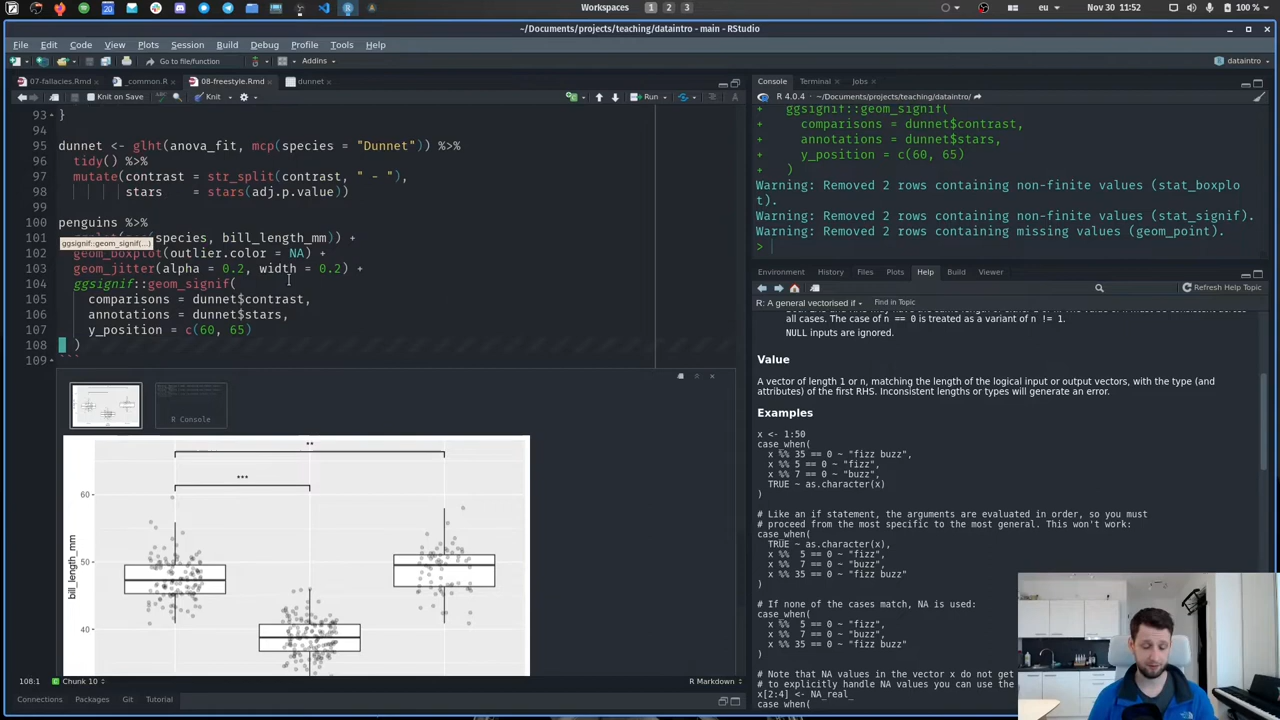 Workspaces 1 2 3
eu
Nov 30 11:52
100 %
~/Documents/projects/teaching/dataintro - main - RStudio
File Edit Code View Plots Session Build Debug Profile Tools Help
Go to file/function
Addins
dataintro
07-fallacies.Rmd
_common.R
08-freestyle.Rmd
dunnet
Knit on Save
Knit
Run
93 }
94
95 dunnet <- glht(anova_fit, mcp(species = "Dunnet")) %>%
96 tidy() %>%
97 mutate(contrast = str_split(contrast, " - "),
98 stars = stars(adj.p.value))
99
100 penguins %>%
ggsignif::geom_signif(...)
101 (species, bill_length_mm)) +
102 geom_boxplot(outlier.color = NA) +
103 geom_jitter(alpha = 0.2, width = 0.2) +
104 ggsignif::geom_signif(
105 comparisons = dunnet$contrast,
106 annotations = dunnet$stars,
107 y_position = c(60, 65)
108 )
109 ```
R Console
**
***
60
50
40
bill_length_mm
108:1
Chunk 10
R Markdown
Connections Packages Git Tutorial
Console Terminal Jobs
R 4.0.4 · ~/Documents/projects/teaching/dataintro/
+ ggsignif::geom_signif(
+ comparisons = dunnet$contrast,
+ annotations = dunnet$stars,
+ y_position = c(60, 65)
+ )
Warning: Removed 2 rows containing non-finite values (stat_boxplo
t).
Warning: Removed 2 rows containing non-finite values (stat_signif).
Warning: Removed 2 rows containing missing values (geom_point).
>
Environment History Files Plots Help Build Viewer
Refresh Help Topic
R: A general vectorised if
Find in Topic
all cases. The case of n == 0 is treated as a variant of n != 1.
NULL inputs are ignored.
Value
A vector of length 1 or n, matching the length of the logical input or output vectors, with the type (and
attributes) of the first RHS. Inconsistent lengths or types will generate an error.
Examples
x <- 1:50
case_when(
x %% 35 == 0 ~ "fizz buzz",
x %% 5 == 0 ~ "fizz",
x %% 7 == 0 ~ "buzz",
TRUE ~ as.character(x)
)
# Like an if statement, the arguments are evaluated in order, so you must
# proceed from the most specific to the most general. This won't work:
case_when(
TRUE ~ as.character(x),
x %% 5 == 0 ~ "fizz",
x %% 7 == 0 ~ "buzz",
x %% 35 == 0 ~ "fizz buzz"
)
# If none of the cases match, NA is used:
case_when(
x %% 5 == 0 ~ "fizz",
x %% 7 == 0 ~ "buzz",
x %% 35 == 0 ~ "fizz buzz"
)
# Note that NA values in the vector x do not get
# to explicitly handle NA values you can use the
x[2:4] <- NA_real_
case_when(